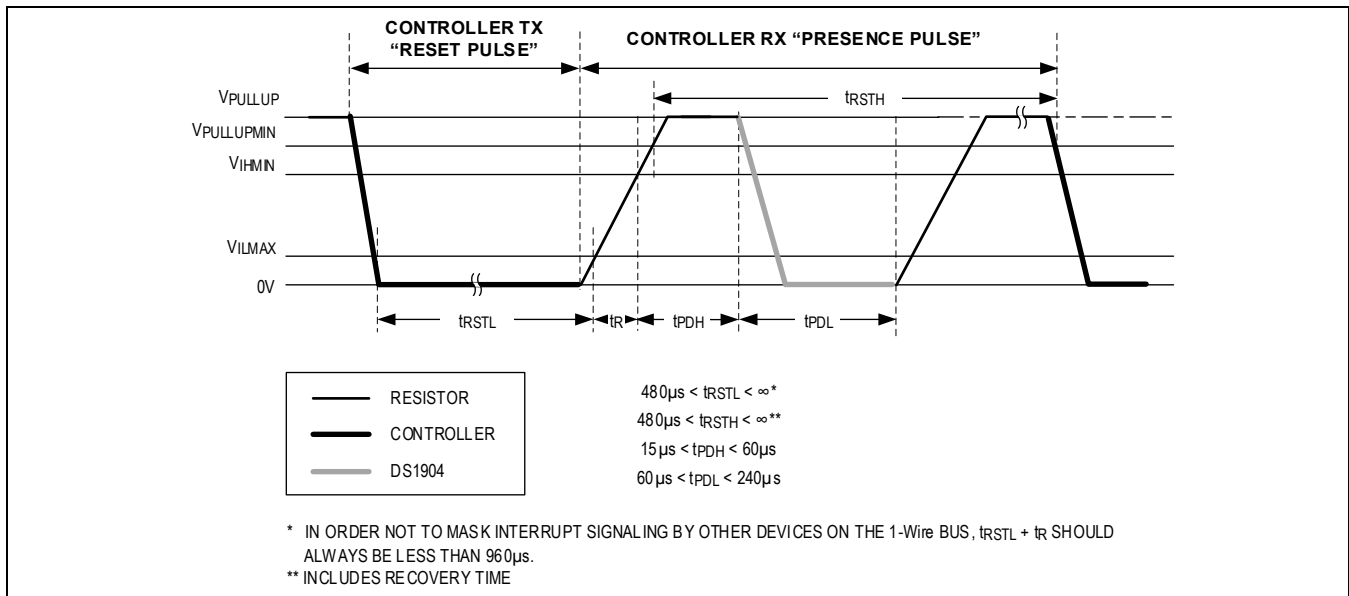 CONTROLLER TX
“RESET PULSE”
CONTROLLER RX “PRESENCE PULSE”
VPULLUP
tRSTH
VPULLUPMIN
VIHMIN
VILMAX
0V
tRSTL
tR
tPDH
tPDL
RESISTOR
CONTROLLER
DS1904
480µs < tRSTL < ∞*
480µs < tRSTH < ∞**
15µs < tPDH < 60µs
60µs < tPDL < 240µs
* IN ORDER NOT TO MASK INTERRUPT SIGNALING BY OTHER DEVICES ON THE 1-Wire BUS, tRSTL + tR SHOULD
ALWAYS BE LESS THAN 960µs.
** INCLUDES RECOVERY TIME